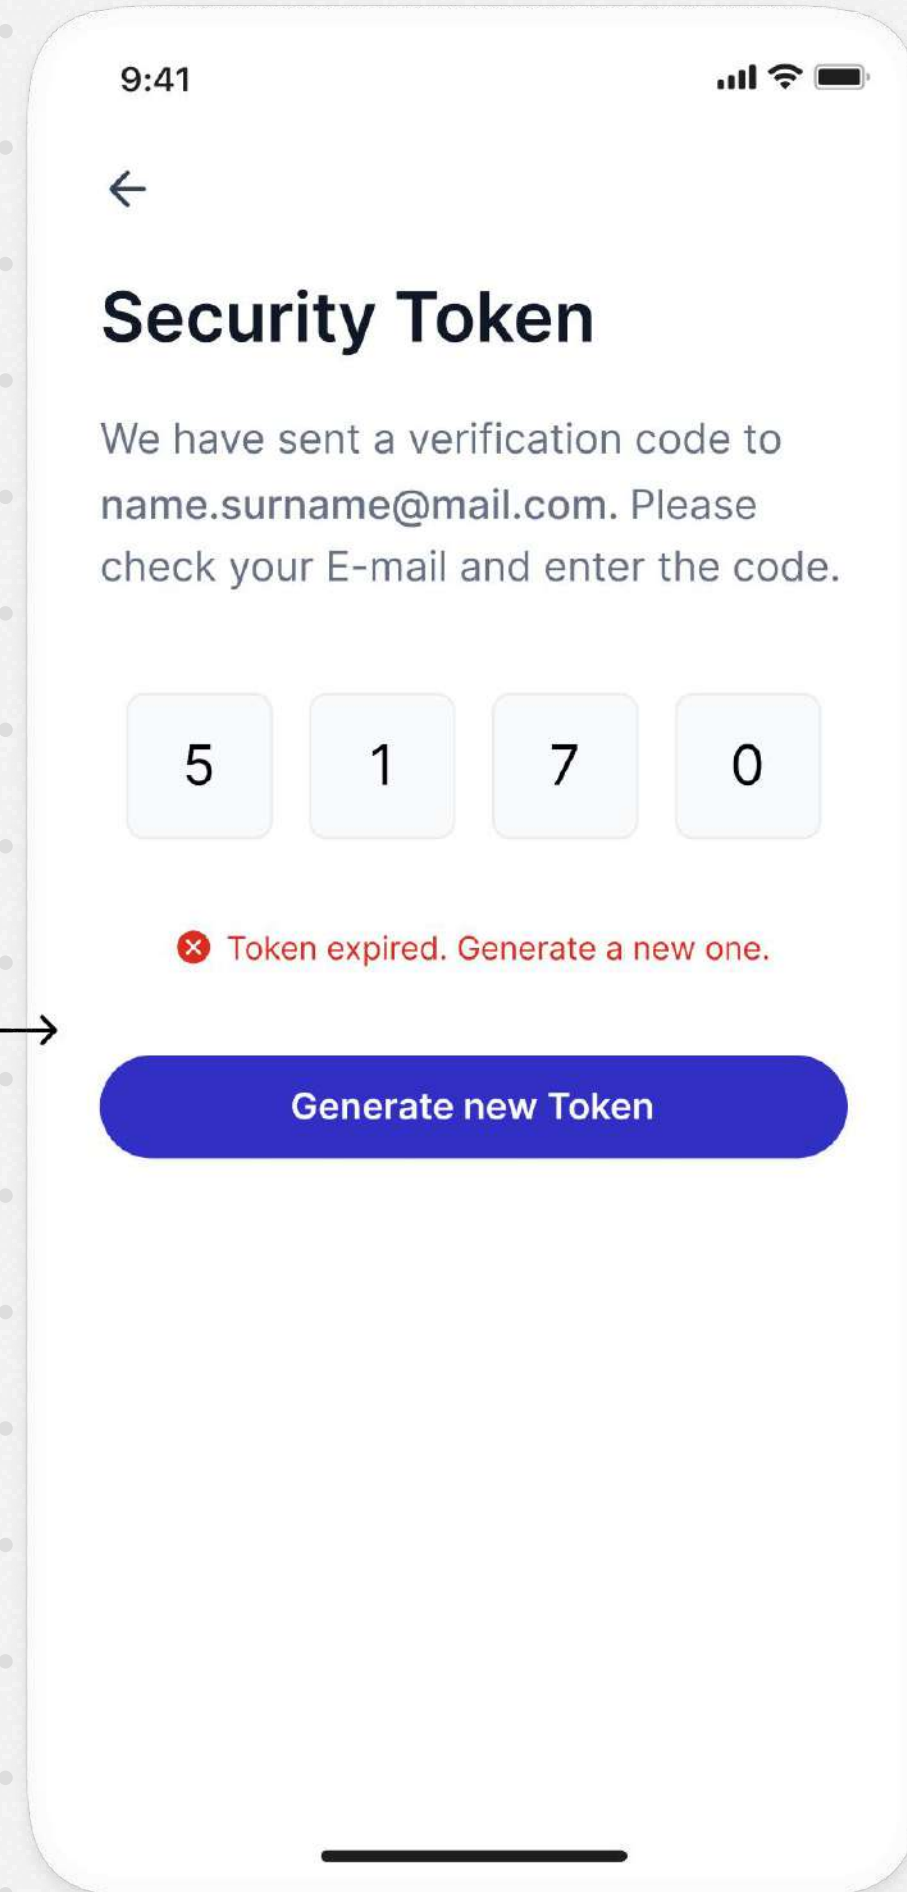 9:41
Security Token
We have sent a verification code to
name.surname@mail.com. Please
check your E-mail and enter the code.
5 1 7 0
Token expired. Generate a new one.
Generate new Token